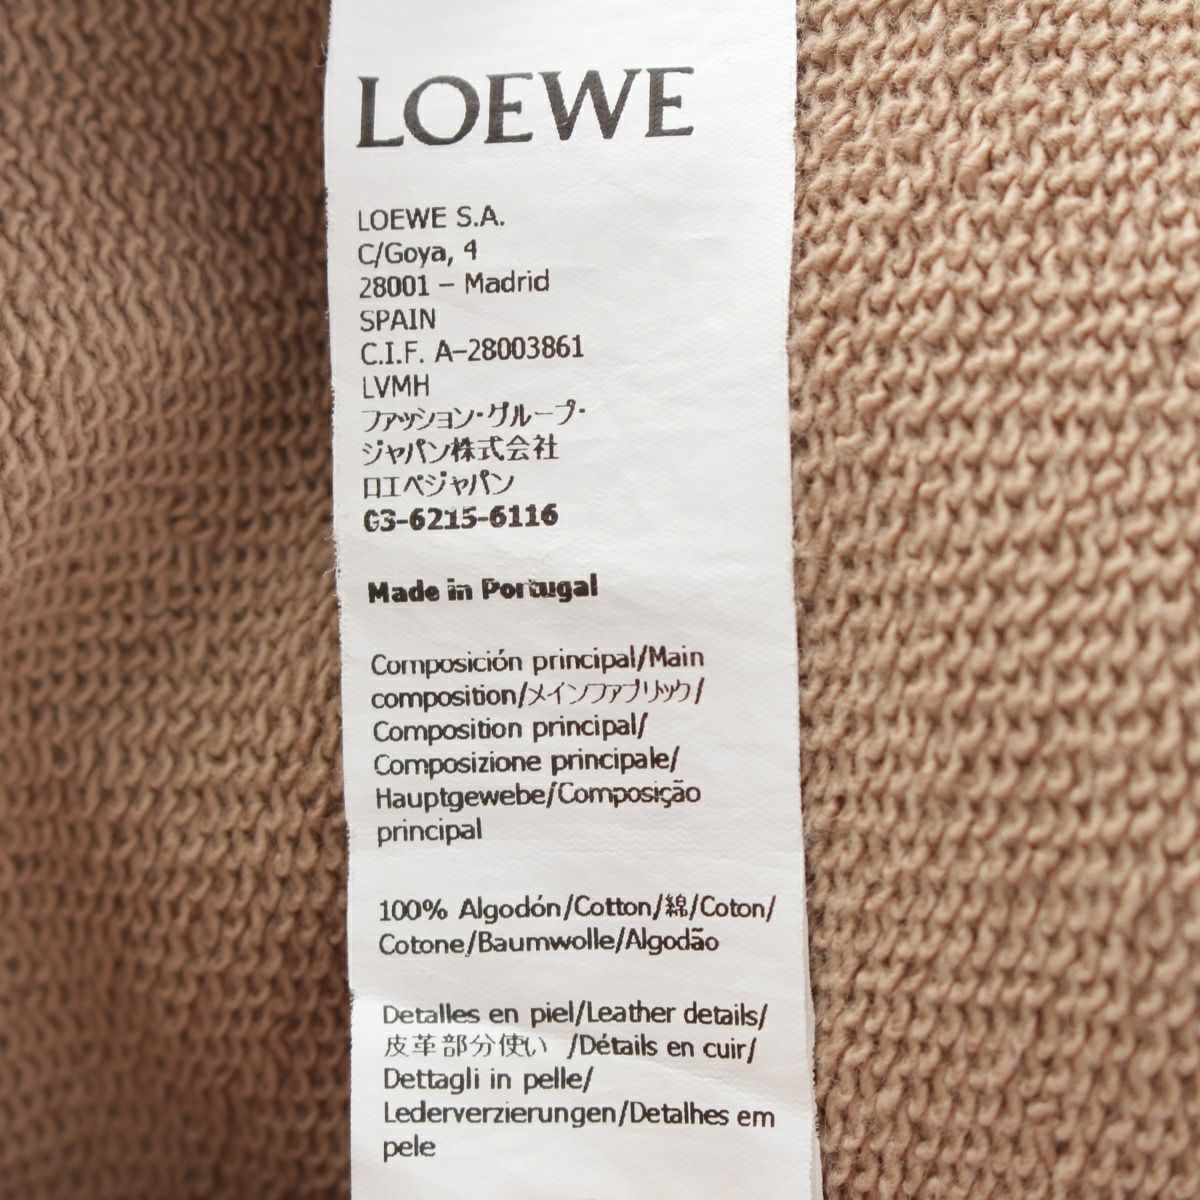 LOEWE
LOEWE S.A.
C/Goya, 4
28001 – Madrid
SPAIN
C.I.F. A-28003861
LVMH
ファッション・グループ・
ジャパン株式会社
ロエベジャパン
03-6215-6116
Made in Portugal
Composición principal/Main
composition/メインファブリック/
Composition principal/
Composizione principale/
Hauptgewebe/Composição
principal
100% Algodón/Cotton/綿/Coton/
Cotone/Baumwolle/Algodão
Detalles en piel/Leather details/
皮革部分使い /Détails en cuir/
Dettagli in pelle/
Lederverzierungen/Detalhes em
pele